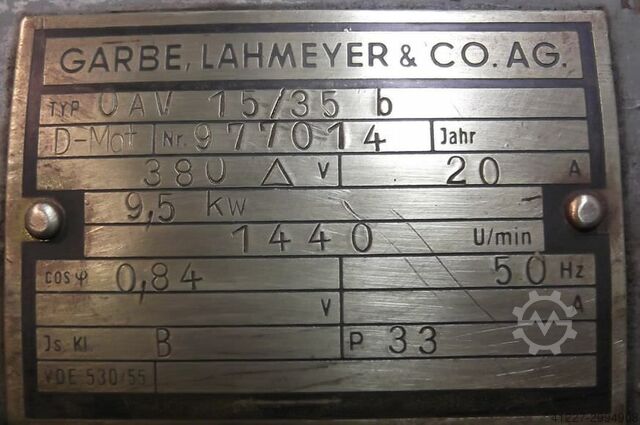 GARBE, LAHMEYER & CO. AG.
TYP OAV 15/35 b
D-Mot Nr. 977014 Jahr
380 Δ V 20 A
9,5 kW
1440 U/min
cos φ 0,84 50 Hz
V A
Js. Kl. B P 33
VDE 530/55